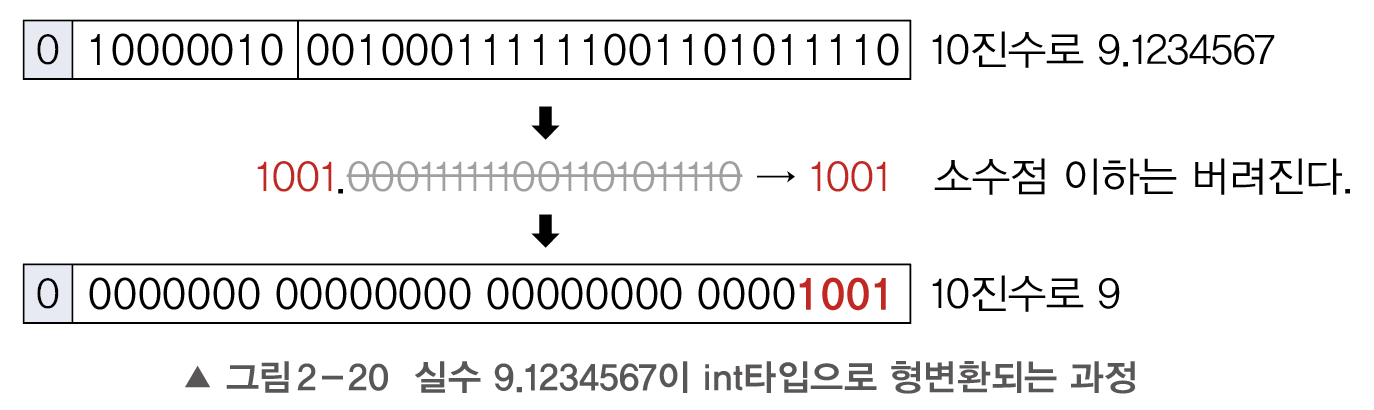 0 10000010 001000111111001101011110 10진수로 9.1234567
1001.000111111001101011110 → 1001 소수점 이하는 버려진다.
0 0000000 00000000 00000000 00001001 10진수로 9
▲ 그림 2-20 실수 9.1234567이 int타입으로 형변환되는 과정